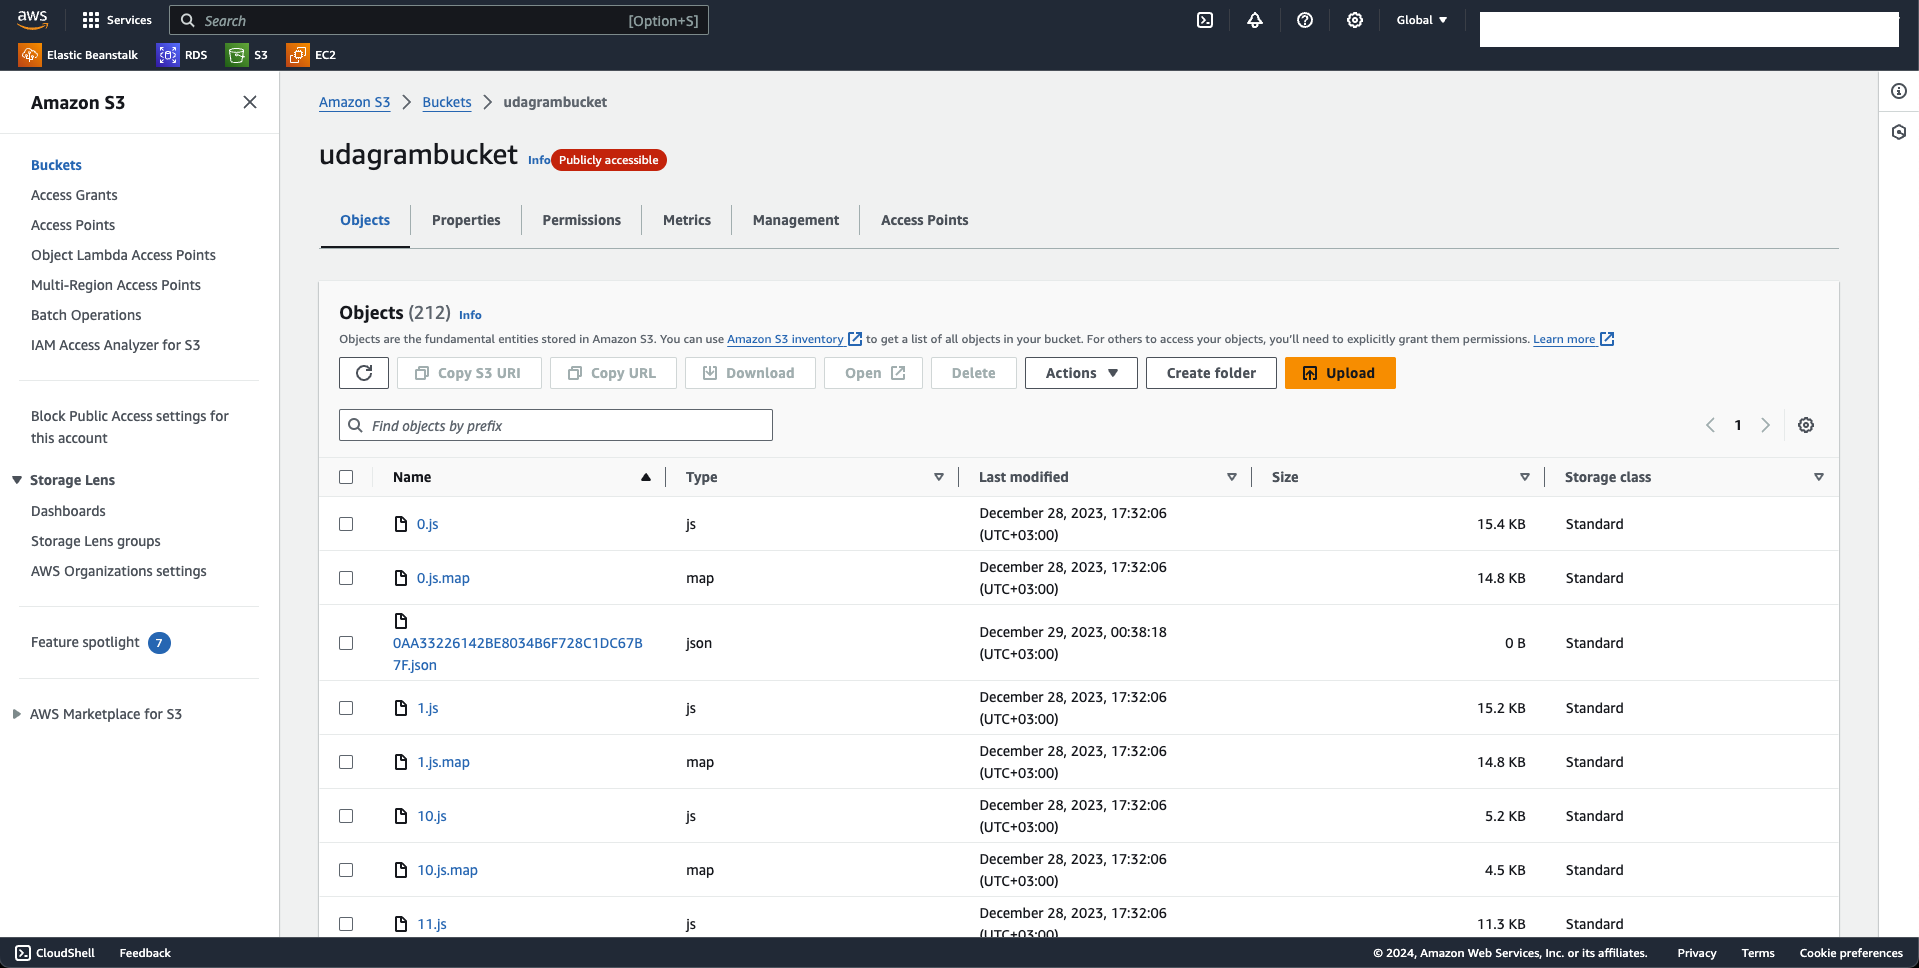 aws
Services
Search
[Option+S]
Global
Elastic Beanstalk
RDS
S3
EC2
Amazon S3
Buckets
Access Grants
Access Points
Object Lambda Access Points
Multi-Region Access Points
Batch Operations
IAM Access Analyzer for S3
Block Public Access settings for
this account
Storage Lens
Dashboards
Storage Lens groups
AWS Organizations settings
Feature spotlight 7
AWS Marketplace for S3
Amazon S3 > Buckets > udagrambucket
udagrambucket Info Publicly accessible
Objects
Properties
Permissions
Metrics
Management
Access Points
Objects (212) Info
Objects are the fundamental entities stored in Amazon S3. You can use Amazon S3 inventory to get a list of all objects in your bucket. For others to access your objects, you'll need to explicitly grant them permissions. Learn more
Copy S3 URI
Copy URL
Download
Open
Delete
Actions
Create folder
Upload
Find objects by prefix
1
Name Type Last modified Size Storage class
0.js js December 28, 2023, 17:32:06
(UTC+03:00) 15.4 KB Standard
0.js.map map December 28, 2023, 17:32:06
(UTC+03:00) 14.8 KB Standard
0AA33226142BE8034B6F728C1DC67B
7F.json json December 29, 2023, 00:38:18
(UTC+03:00) 0 B Standard
1.js js December 28, 2023, 17:32:06
(UTC+03:00) 15.2 KB Standard
1.js.map map December 28, 2023, 17:32:06
(UTC+03:00) 14.8 KB Standard
10.js js December 28, 2023, 17:32:06
(UTC+03:00) 5.2 KB Standard
10.js.map map December 28, 2023, 17:32:06
(UTC+03:00) 4.5 KB Standard
11.js js December 28, 2023, 17:32:06
(UTC+03:00) 11.3 KB Standard
CloudShell
Feedback
© 2024, Amazon Web Services, Inc. or its affiliates.
Privacy
Terms
Cookie preferences